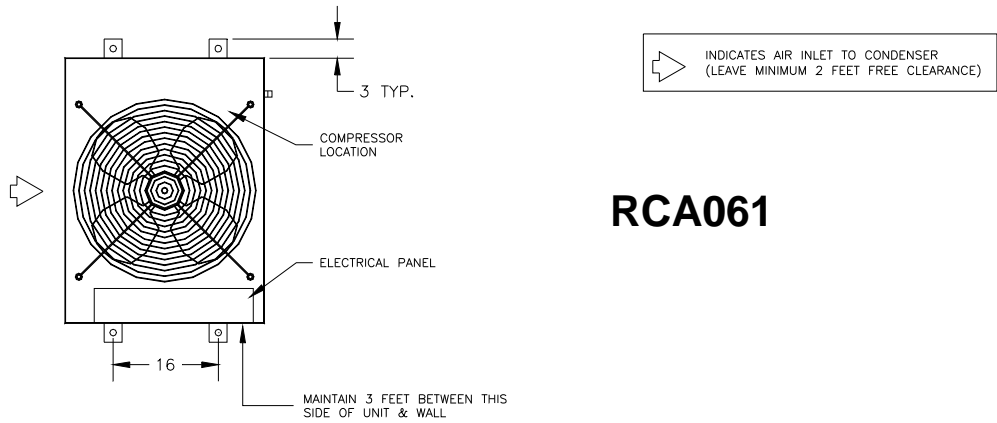 3 TYP.
COMPRESSOR
LOCATION
ELECTRICAL PANEL
16
MAINTAIN 3 FEET BETWEEN THIS
SIDE OF UNIT & WALL
INDICATES AIR INLET TO CONDENSER
(LEAVE MINIMUM 2 FEET FREE CLEARANCE)
RCA061